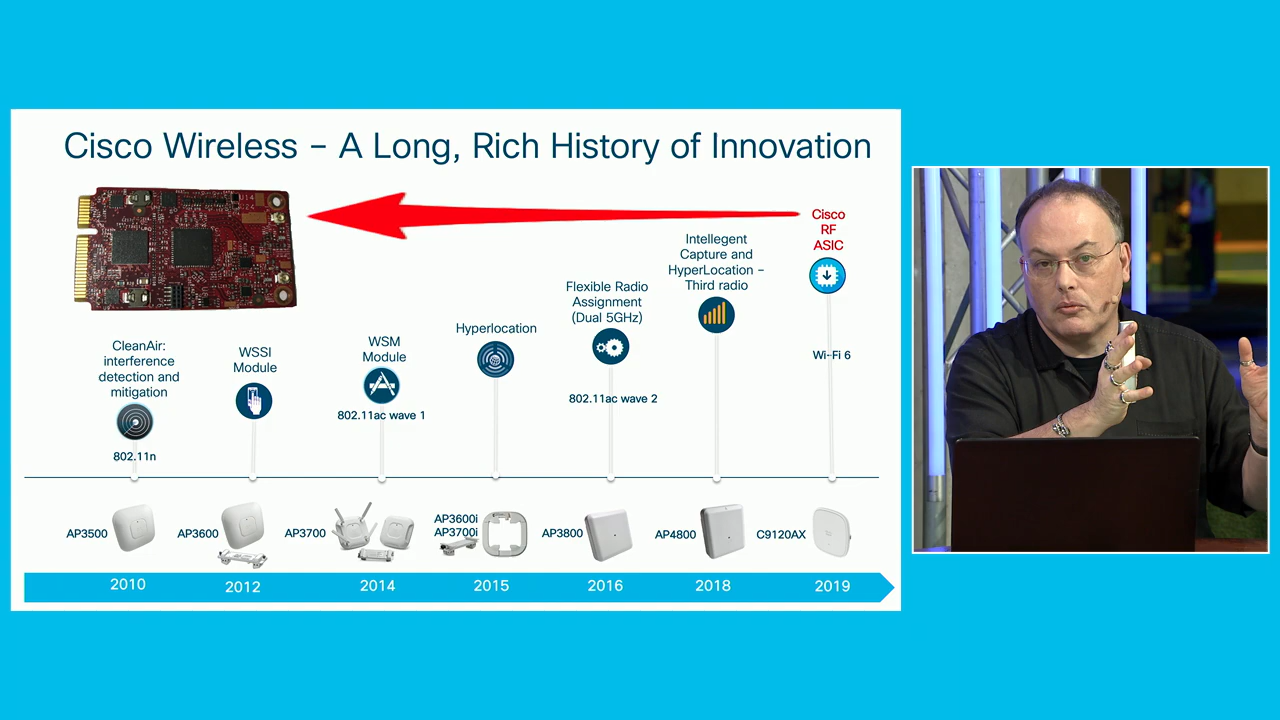 Cisco Wireless – A Long, Rich History of Innovation
Cisco
RF
ASIC
Intellegent
Capture and
HyperLocation –
Third radio
Flexible Radio
Assignment
(Dual 5GHz)
Hyperlocation
WSM
Module
WSSI
Module
CleanAir:
interference
detection and
mitigation
802.11n
802.11ac wave 1
802.11ac wave 2
Wi-Fi 6
AP3500
AP3600
AP3700
AP3600i
AP3700i
AP3800
AP4800
C9120AX
2010
2012
2014
2015
2016
2018
2019